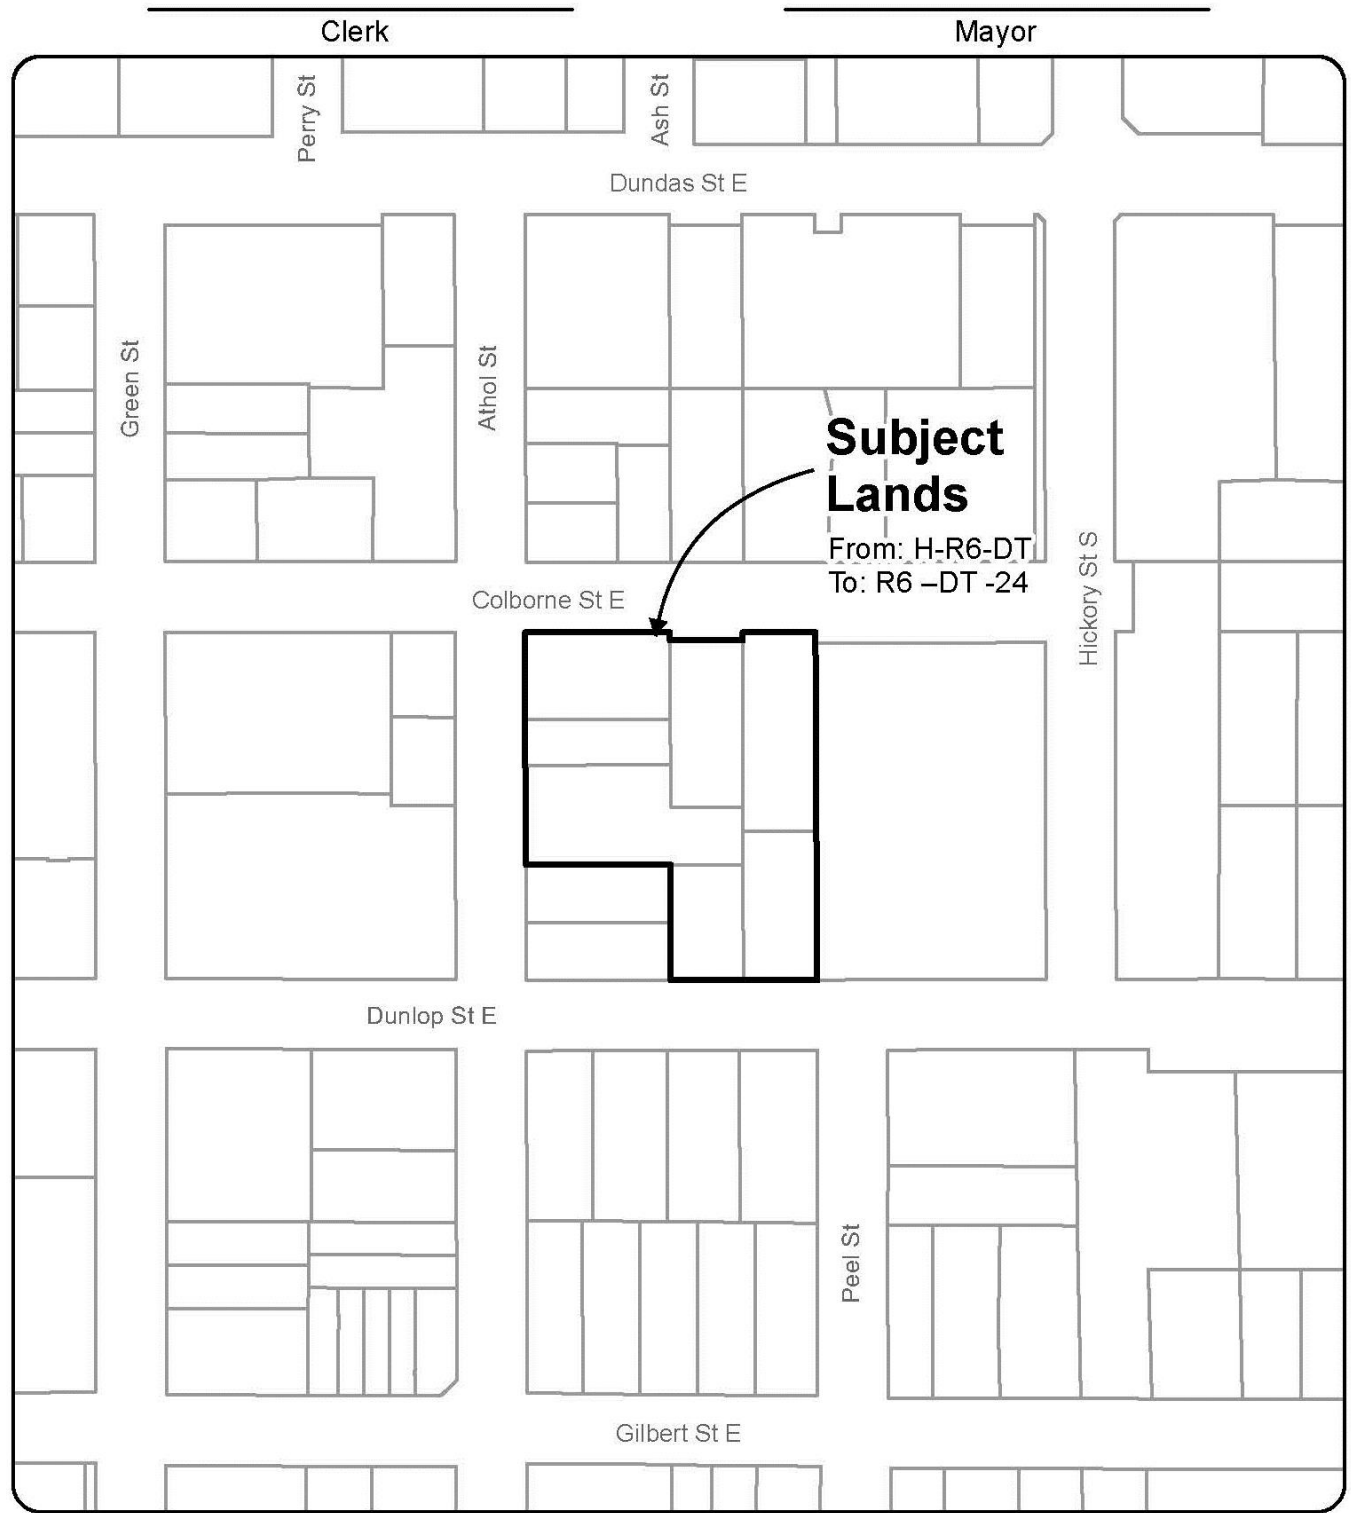 Clerk
Mayor
Perry St
Ash St
Dundas St E
Green St
Athol St
Subject
Lands
From: H-R6-DT
To: R6 –DT -24
Hickory St S
Colborne St E
Dunlop St E
Peel St
Gilbert St E